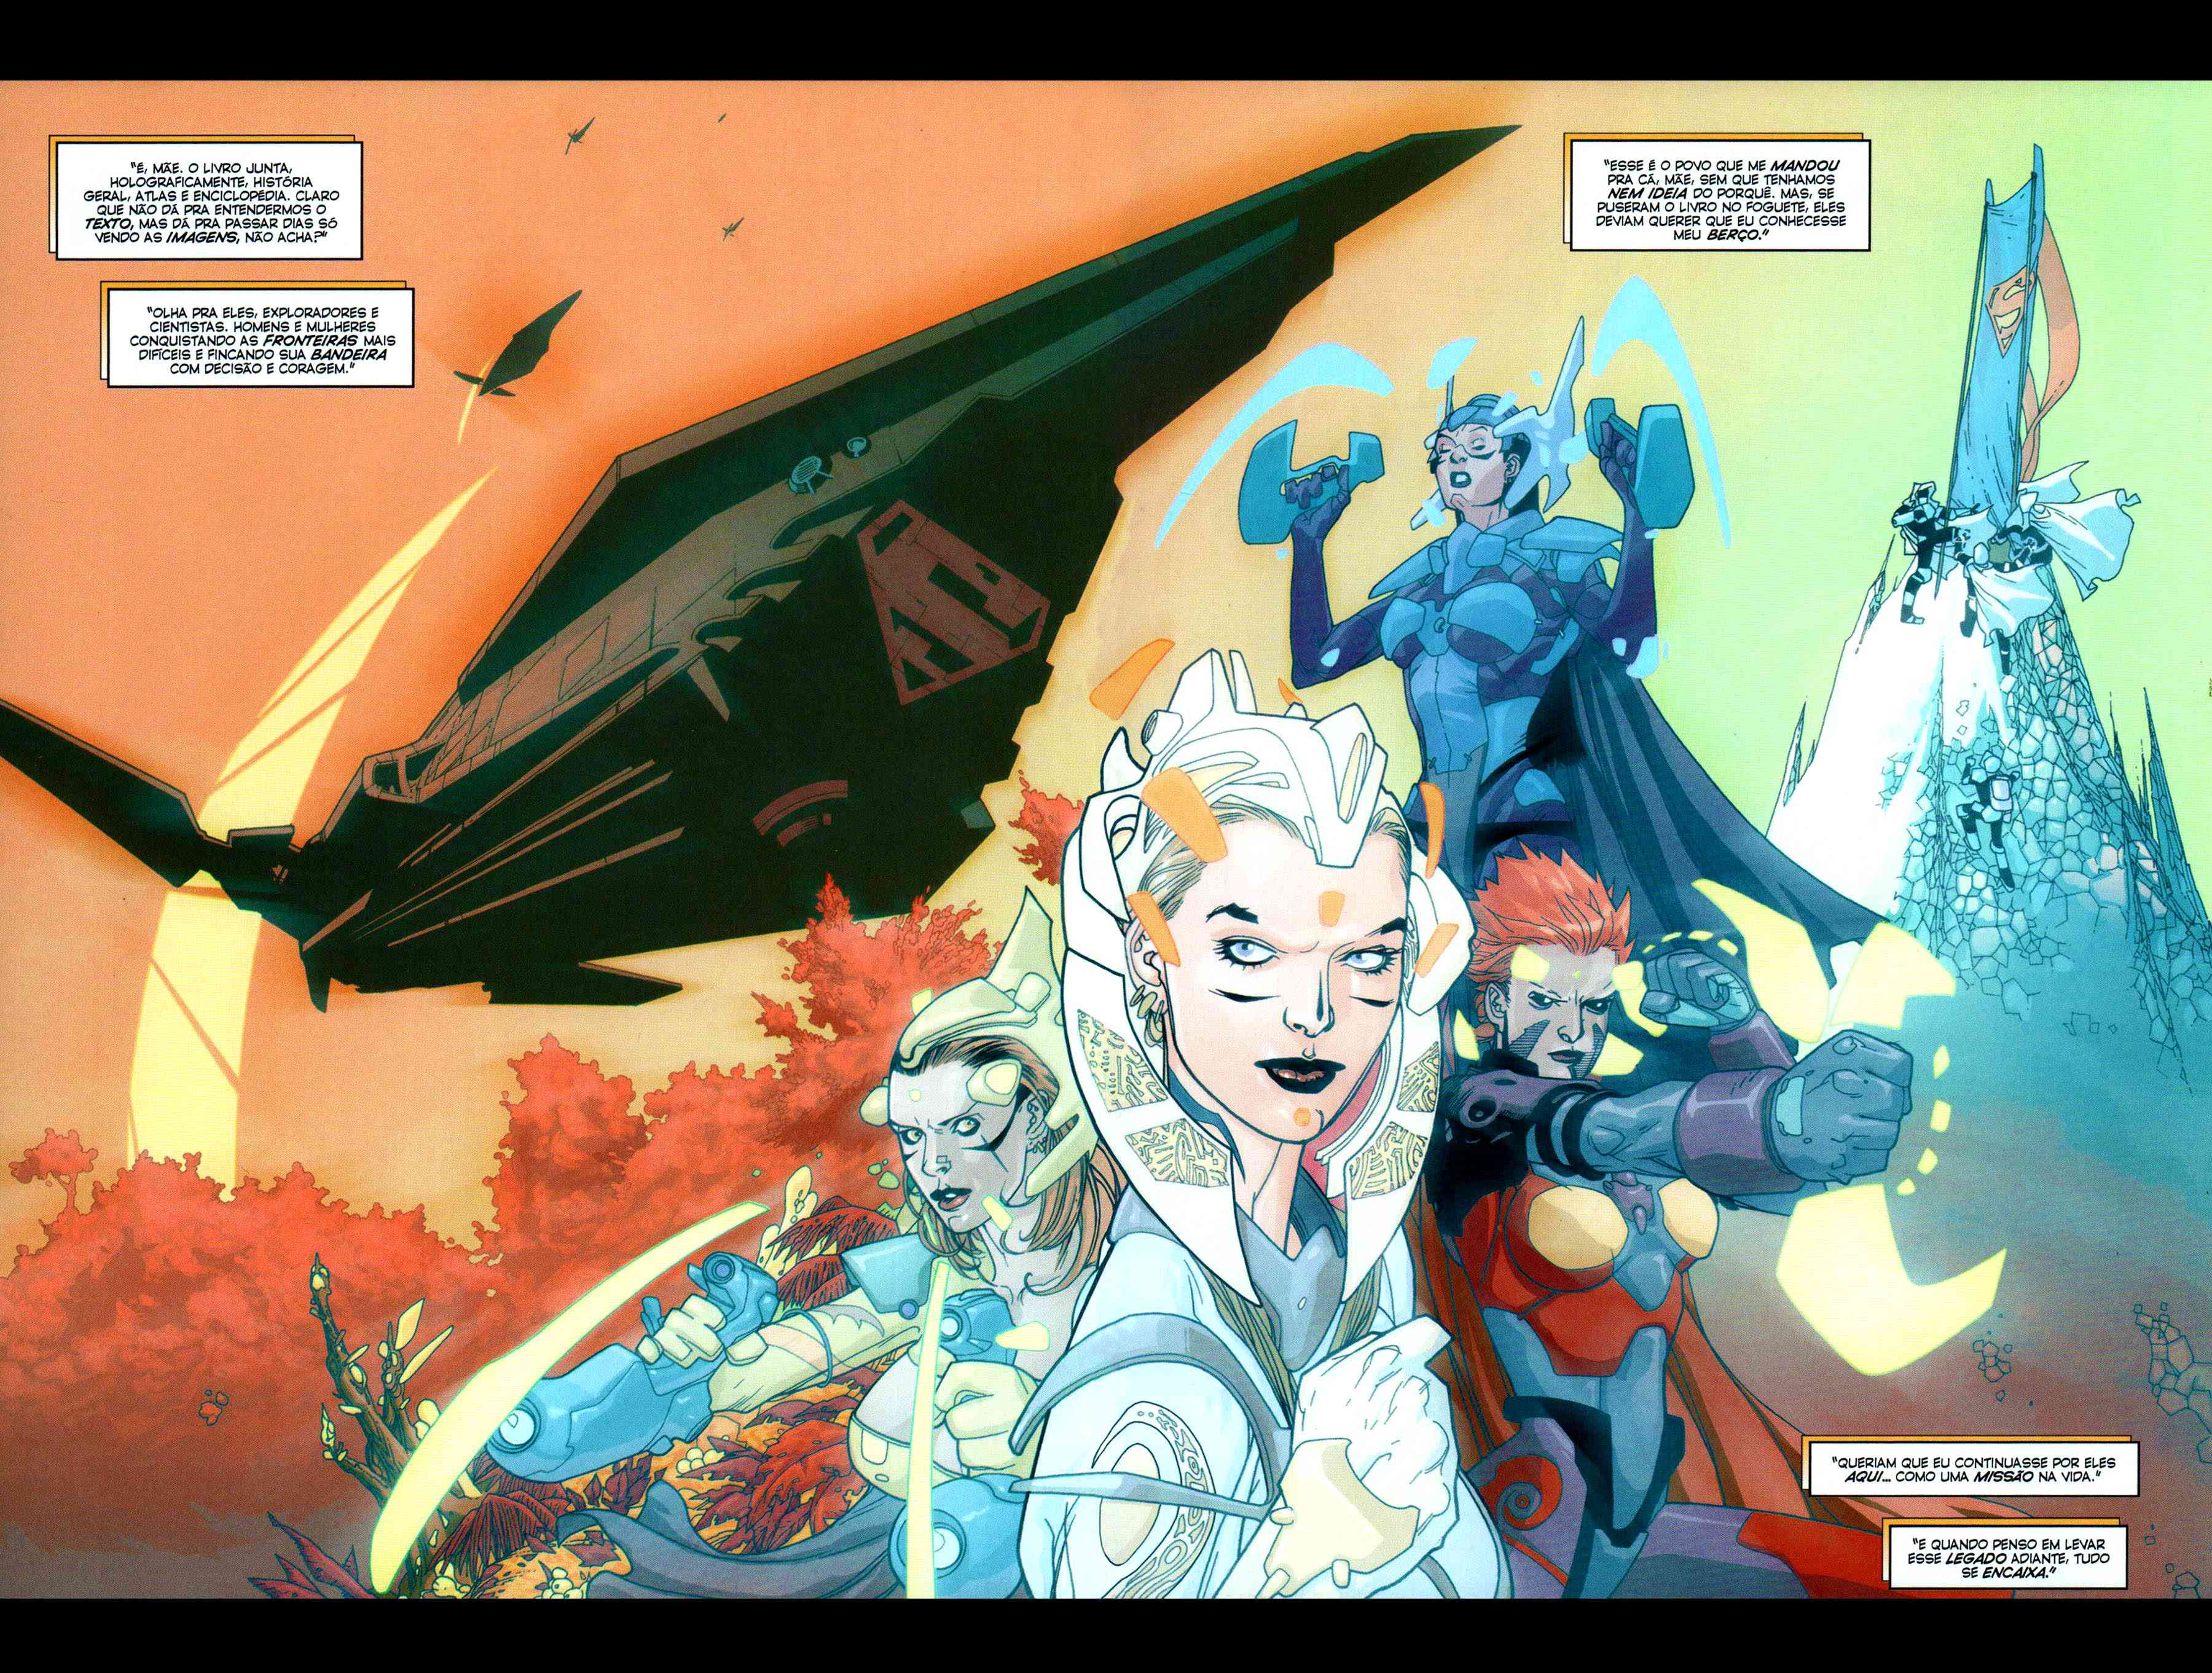 "É, MÃE. O LIVRO JUNTA,
HOLOGRAFICAMENTE, HISTÓRIA
GERAL, ATLAS E ENCICLOPÉDIA. CLARO
QUE NÃO DÁ PRA ENTENDERMOS O
TEXTO, MAS DÁ PRA PASSAR DIAS SÓ
VENDO AS IMAGENS, NÃO ACHA?"
"OLHA PRA ELES, EXPLORADORES E
CIENTISTAS. HOMENS E MULHERES
CONQUISTANDO AS FRONTEIRAS MAIS
DIFÍCEIS E FINCANDO SUA BANDEIRA
COM DECISÃO E CORAGEM."
"ESSE É O POVO QUE ME MANDOU
PRA CÁ, MÃE, SEM QUE TENHAMOS
NEM IDEIA DO PORQUÊ. MAS, SE
PUSERAM O LIVRO NO FOGUETE, ELES
DEVIAM QUERER QUE EU CONHECESSE
MEU BERÇO."
"QUERIAM QUE EU CONTINUASSE POR ELES
AQUI... COMO UMA MISSÃO NA VIDA."
"E QUANDO PENSO EM LEVAR
ESSE LEGADO ADIANTE, TUDO
SE ENCAIXA."